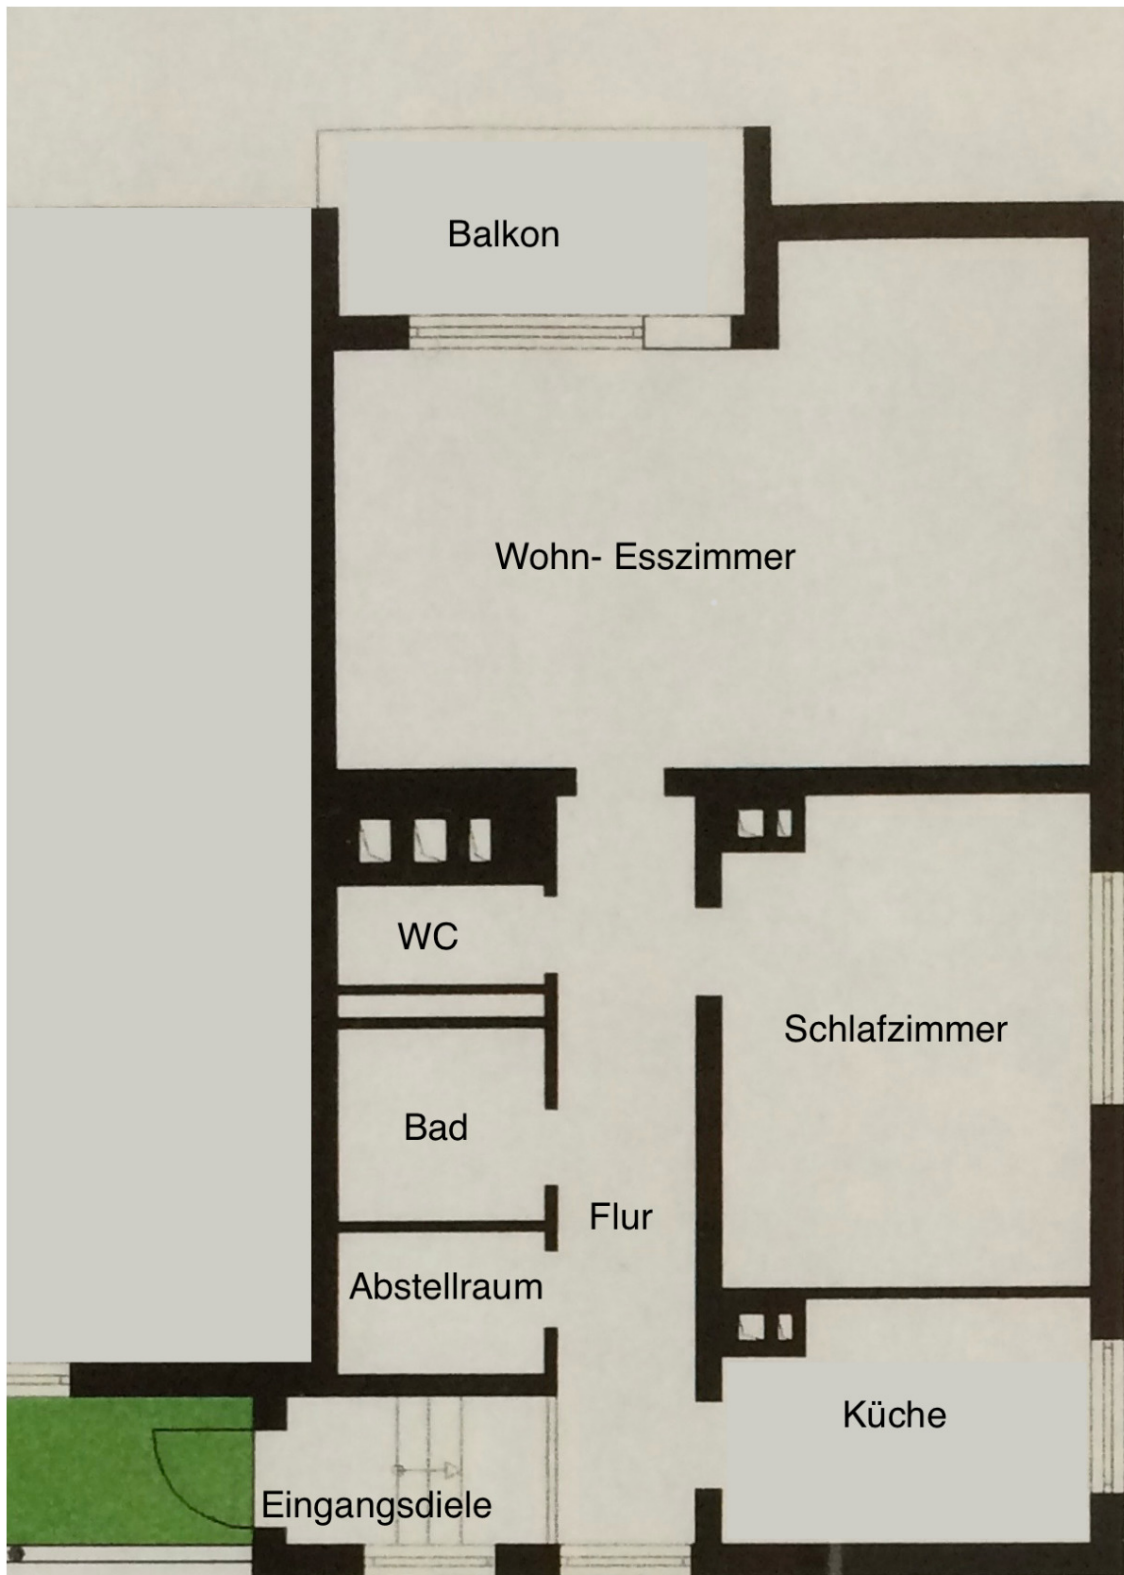 Balkon
Wohn- Esszimmer
WC
Schlafzimmer
Bad
Flur
Abstellraum
Küche
Eingangsdiele